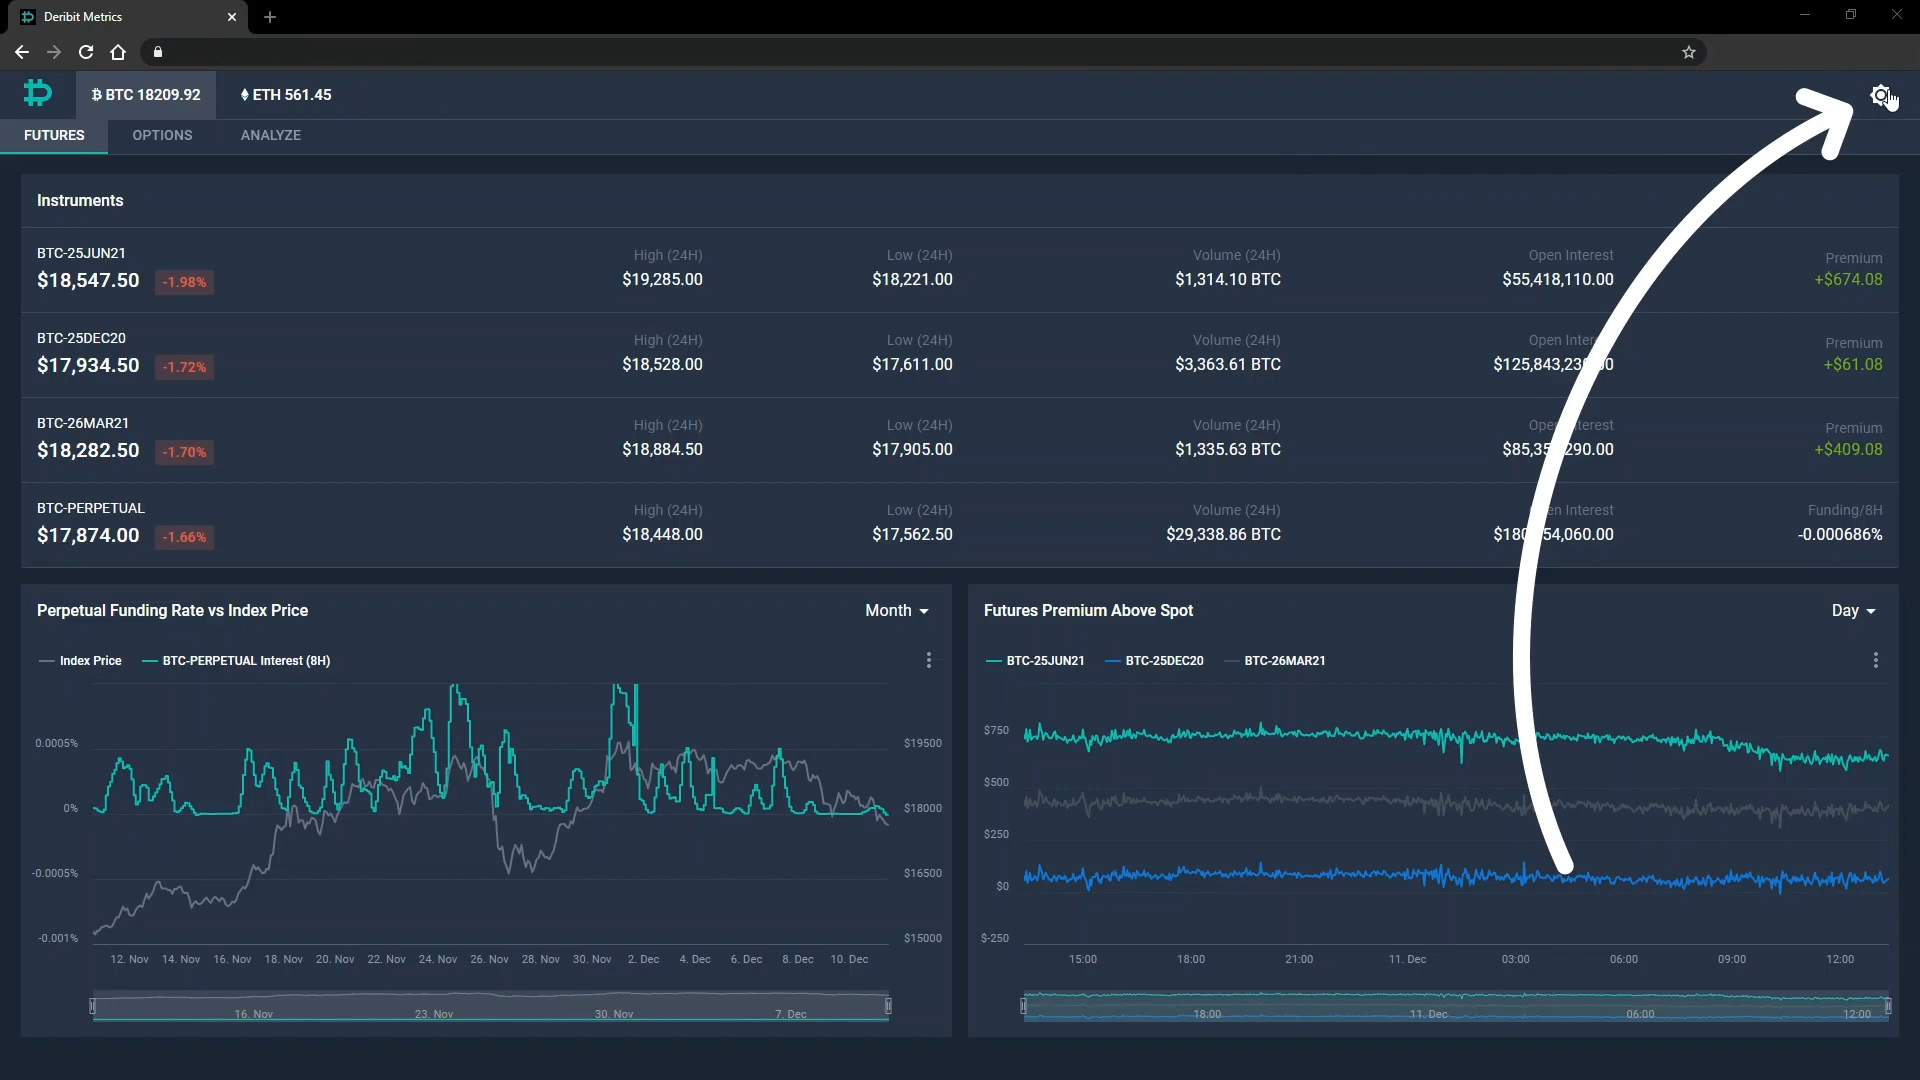 Deribit Metrics
BTC 18209.92
ETH 561.45
FUTURES
OPTIONS
ANALYZE
Instruments
BTC-25JUN21
$18,547.50
-1.98%
High (24H)
$19,285.00
Low (24H)
$18,221.00
Volume (24H)
$1,314.10 BTC
Open Interest
$55,418,110.00
Premium
+$674.08
BTC-25DEC20
$17,934.50
-1.72%
High (24H)
$18,528.00
Low (24H)
$17,611.00
Volume (24H)
$3,363.61 BTC
Open
Premium
+$61.08
BTC-26MAR21
$18,282.50
-1.70%
High (24H)
$18,884.50
Low (24H)
$17,905.00
Volume (24H)
$1,335.63 BTC
Premium
+$409.08
BTC-PERPETUAL
$17,874.00
-1.66%
High (24H)
$18,448.00
Low (24H)
$17,562.50
Volume (24H)
$29,338.86 BTC
Interest
Funding/8H
-0.000686%
Perpetual Funding Rate vs Index Price
Month
Index Price
BTC-PERPETUAL Interest (8H)
0.0005%
0%
-0.0005%
-0.001%
$19500
$18000
$16500
$15000
12. Nov
14. Nov
16. Nov
18. Nov
20. Nov
22. Nov
24. Nov
26. Nov
28. Nov
30. Nov
2. Dec
4. Dec
6. Dec
8. Dec
10. Dec
16. Nov
23. Nov
30. Nov
7. Dec
Futures Premium Above Spot
Day
BTC-25JUN21
BTC-25DEC20
BTC-26MAR21
$750
$500
$250
$0
$-250
15:00
18:00
21:00
11. Dec
03:00
06:00
09:00
12:00
18:00
11. Dec
06:00
12:00